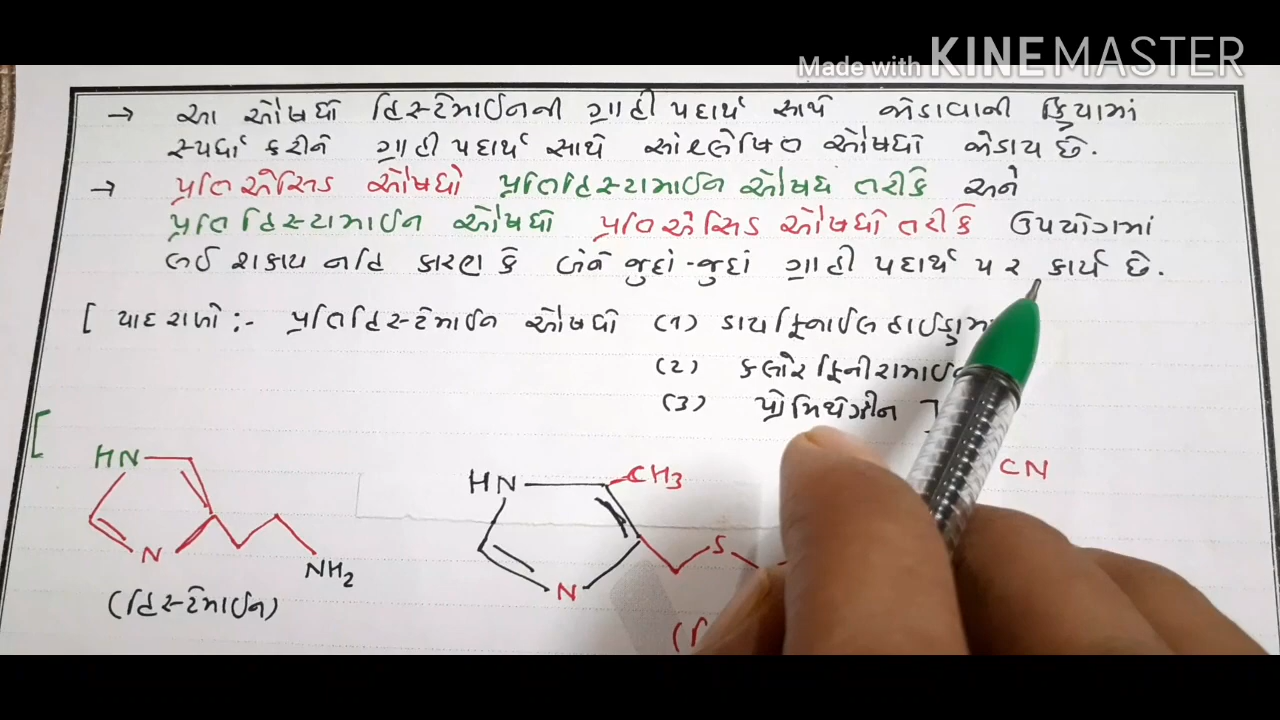 Made with KINEMASTER
→ આ ઔષધો હિસ્ટેમાઈનની ગ્રાહી પદાર્થ સાથે જોડાવાની ક્રિયામાં
સ્પર્ધા કરીને ગ્રાહી પદાર્થ સાથે સાંશ્લેષિત ઔષધો જોડાય છે.
→ પ્રતિએસિડ ઔષધો પ્રતિહિસ્ટામાઈન ઔષધ તરીકે અને
પ્રતિહિસ્ટામાઈન ઔષધો પ્રતિએસિડ ઔષધો તરીકે ઉપયોગમાં
લઈ શકાય નહિ કારણ કે બંને જુદાં-જુદાં ગ્રાહી પદાર્થ પર કાર્ય છે.
[ યાદ રાખો :- પ્રતિહિસ્ટેમાઈન ઔષધો (1) ડાયફિનાઈલ
(2) ક્લોરફિનીરામાઈન
(3) પ્રોમિથેઝીન ]
[
HN N NH2
HN CH3 N S CN
(હિસ્ટેમાઈન)